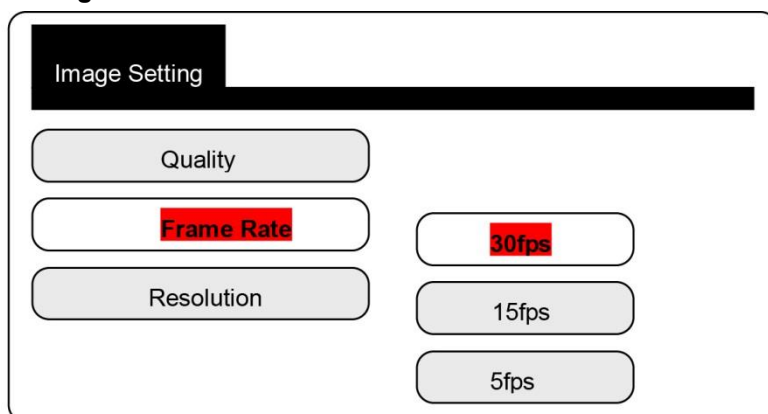 Image Setting
Quality
Frame Rate
Resolution
30fps
15fps
5fps